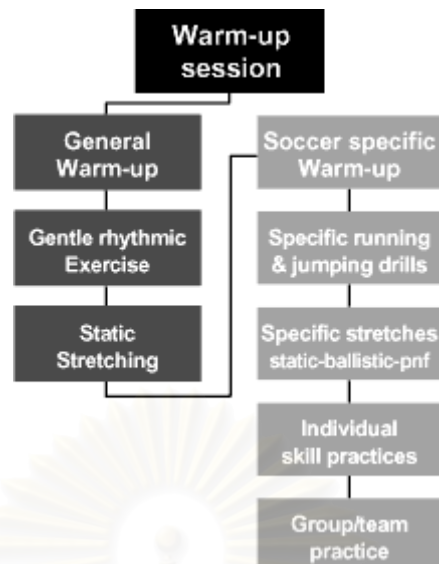 Warm-up
session
General
Warm-up
Gentle rhythmic
Exercise
Static
Stretching
Soccer specific
Warm-up
Specific running
& jumping drills
Specific stretches
static-ballistic-pnf
Individual
skill practices
Group/team
practice